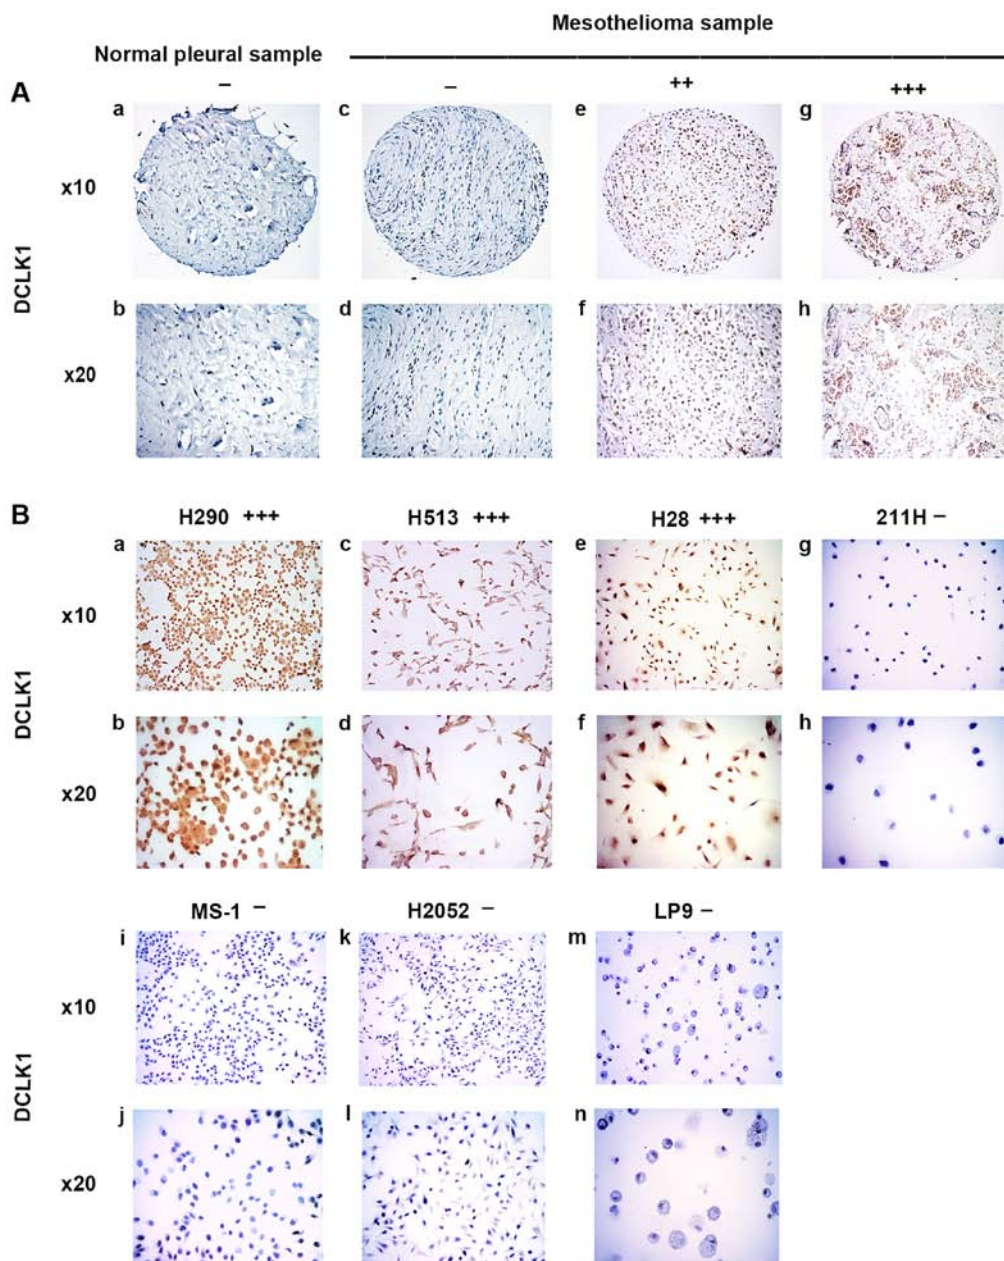 Mesothelioma sample
Normal pleural sample
A – – ++ +++
a c e g
x10
DCLK1
b d f h
x20
B H290 +++ H513 +++ H28 +++ 211H –
a c e g
x10
DCLK1
b d f h
x20
MS-1 – H2052 – LP9 –
i k m
x10
DCLK1
j l n
x20